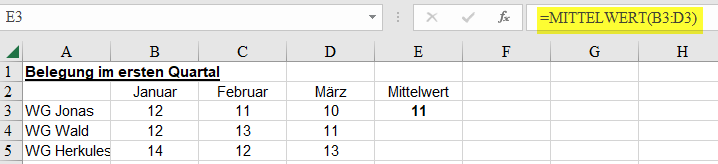 E3 fx =MITTELWERT(B3:D3)
A B C D E F G H
1 Belegung im ersten Quartal
2 Januar Februar März Mittelwert
3 WG Jonas 12 11 10 11
4 WG Wald 12 13 11
5 WG Herkules 14 12 13